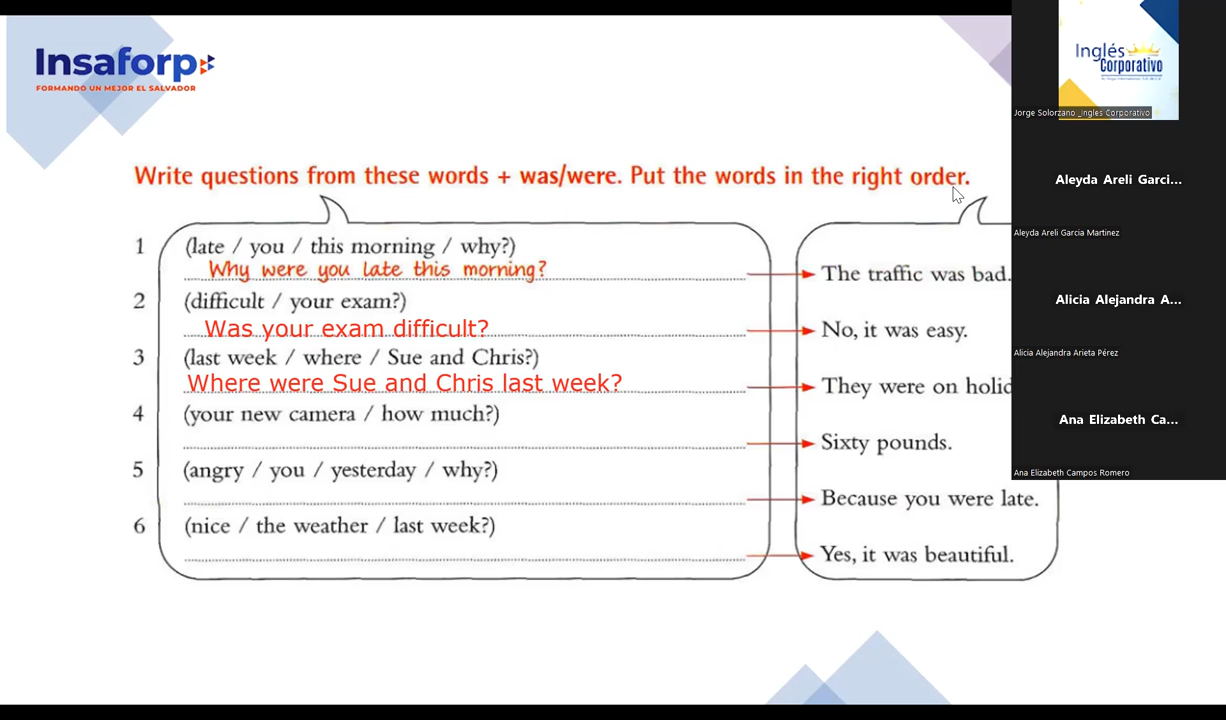 Insaforp
FORMANDO UN MEJOR EL SALVADOR
Write questions from these words + was/were. Put the words in the right order.
1 (late / you / this morning / why?)
Why were you late this morning?
The traffic was bad.
2 (difficult / your exam?)
Was your exam difficult?
No, it was easy.
3 (last week / where / Sue and Chris?)
Where were Sue and Chris last week?
They were on holid
4 (your new camera / how much?)
Sixty pounds.
5 (angry / you / yesterday / why?)
Because you were late.
6 (nice / the weather / last week?)
Yes, it was beautiful.
Inglés
Corporativo
Jorge Solorzano _Ingles Corporativo
Aleyda Areli Garci...
Aleyda Areli Garcia Martinez
Alicia Alejandra A...
Alicia Alejandra Arieta Pérez
Ana Elizabeth Ca...
Ana Elizabeth Campos Romero